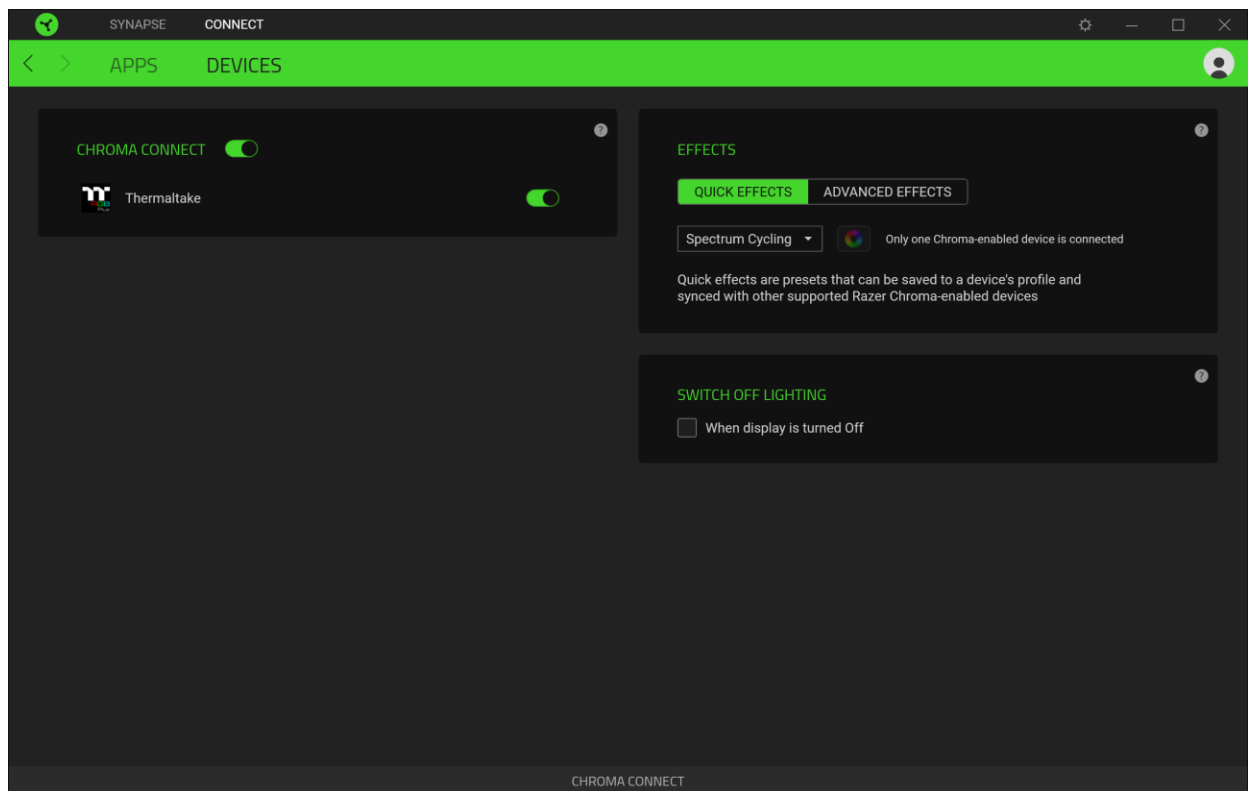 SYNAPSE CONNECT
APPS DEVICES
CHROMA CONNECT
Thermaltake
EFFECTS
QUICK EFFECTS ADVANCED EFFECTS
Spectrum Cycling Only one Chroma-enabled device is connected
Quick effects are presets that can be saved to a device's profile and
synced with other supported Razer Chroma-enabled devices
SWITCH OFF LIGHTING
When display is turned Off
CHROMA CONNECT